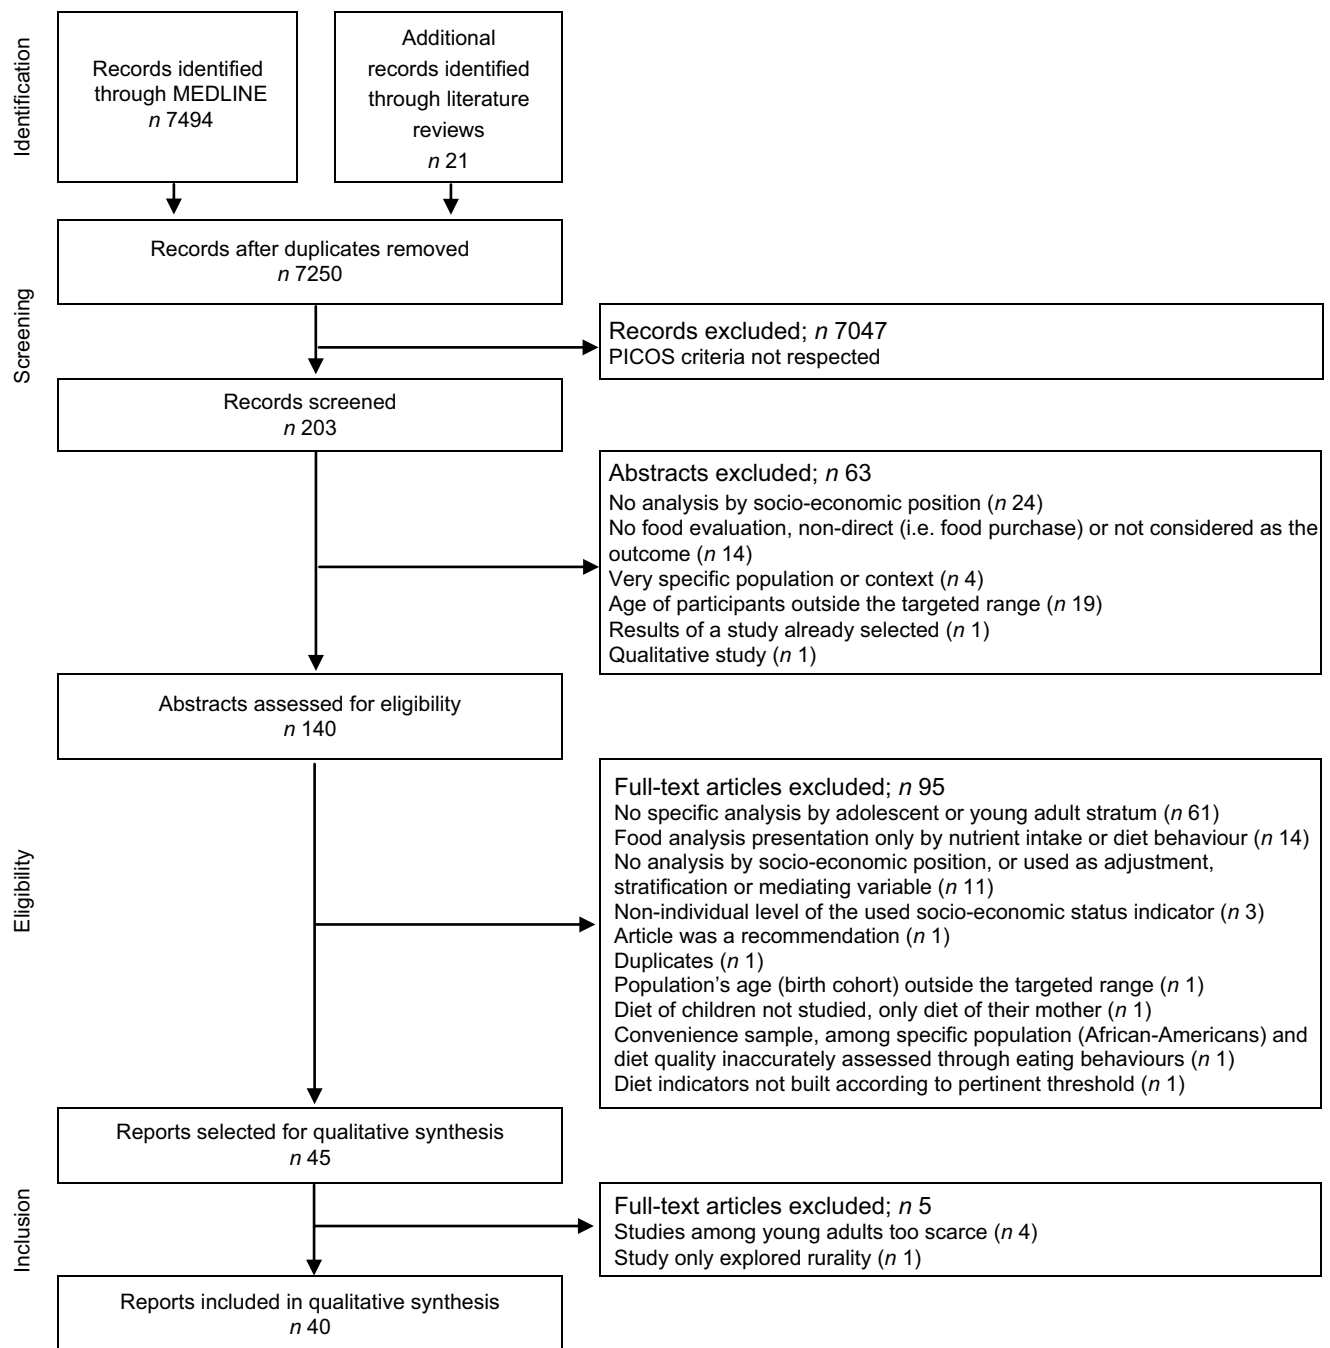 Identification
Records identified
through MEDLINE
n 7494
Additional
records identified
through literature
reviews
n 21
Records after duplicates removed
n 7250
Screening
Records excluded; n 7047
PICOS criteria not respected
Records screened
n 203
Abstracts excluded; n 63
No analysis by socio-economic position (n 24)
No food evaluation, non-direct (i.e. food purchase) or not considered as the
outcome (n 14)
Very specific population or context (n 4)
Age of participants outside the targeted range (n 19)
Results of a study already selected (n 1)
Qualitative study (n 1)
Abstracts assessed for eligibility
n 140
Eligibility
Full-text articles excluded; n 95
No specific analysis by adolescent or young adult stratum (n 61)
Food analysis presentation only by nutrient intake or diet behaviour (n 14)
No analysis by socio-economic position, or used as adjustment,
stratification or mediating variable (n 11)
Non-individual level of the used socio-economic status indicator (n 3)
Article was a recommendation (n 1)
Duplicates (n 1)
Population's age (birth cohort) outside the targeted range (n 1)
Diet of children not studied, only diet of their mother (n 1)
Convenience sample, among specific population (African-Americans) and
diet quality inaccurately assessed through eating behaviours (n 1)
Diet indicators not built according to pertinent threshold (n 1)
Reports selected for qualitative synthesis
n 45
Inclusion
Full-text articles excluded; n 5
Studies among young adults too scarce (n 4)
Study only explored rurality (n 1)
Reports included in qualitative synthesis
n 40